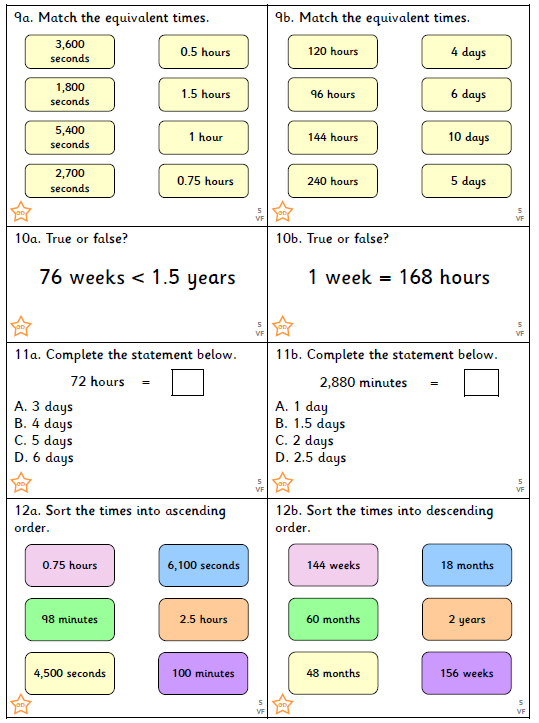 9a. Match the equivalent times.
3,600
seconds
0.5 hours
1,800
seconds
1.5 hours
5,400
seconds
1 hour
2,700
seconds
0.75 hours
GD
5
VF
9b. Match the equivalent times.
120 hours
4 days
96 hours
6 days
144 hours
10 days
240 hours
5 days
GD
5
VF
10a. True or false?
76 weeks < 1.5 years
GD
5
VF
10b. True or false?
1 week = 168 hours
GD
5
VF
11a. Complete the statement below.
72 hours =
A. 3 days
B. 4 days
C. 5 days
D. 6 days
GD
5
VF
11b. Complete the statement below.
2,880 minutes =
A. 1 day
B. 1.5 days
C. 2 days
D. 2.5 days
GD
5
VF
12a. Sort the times into ascending
order.
0.75 hours
6,100 seconds
98 minutes
2.5 hours
4,500 seconds
100 minutes
GD
5
VF
12b. Sort the times into descending
order.
144 weeks
18 months
60 months
2 years
48 months
156 weeks
GD
5
VF